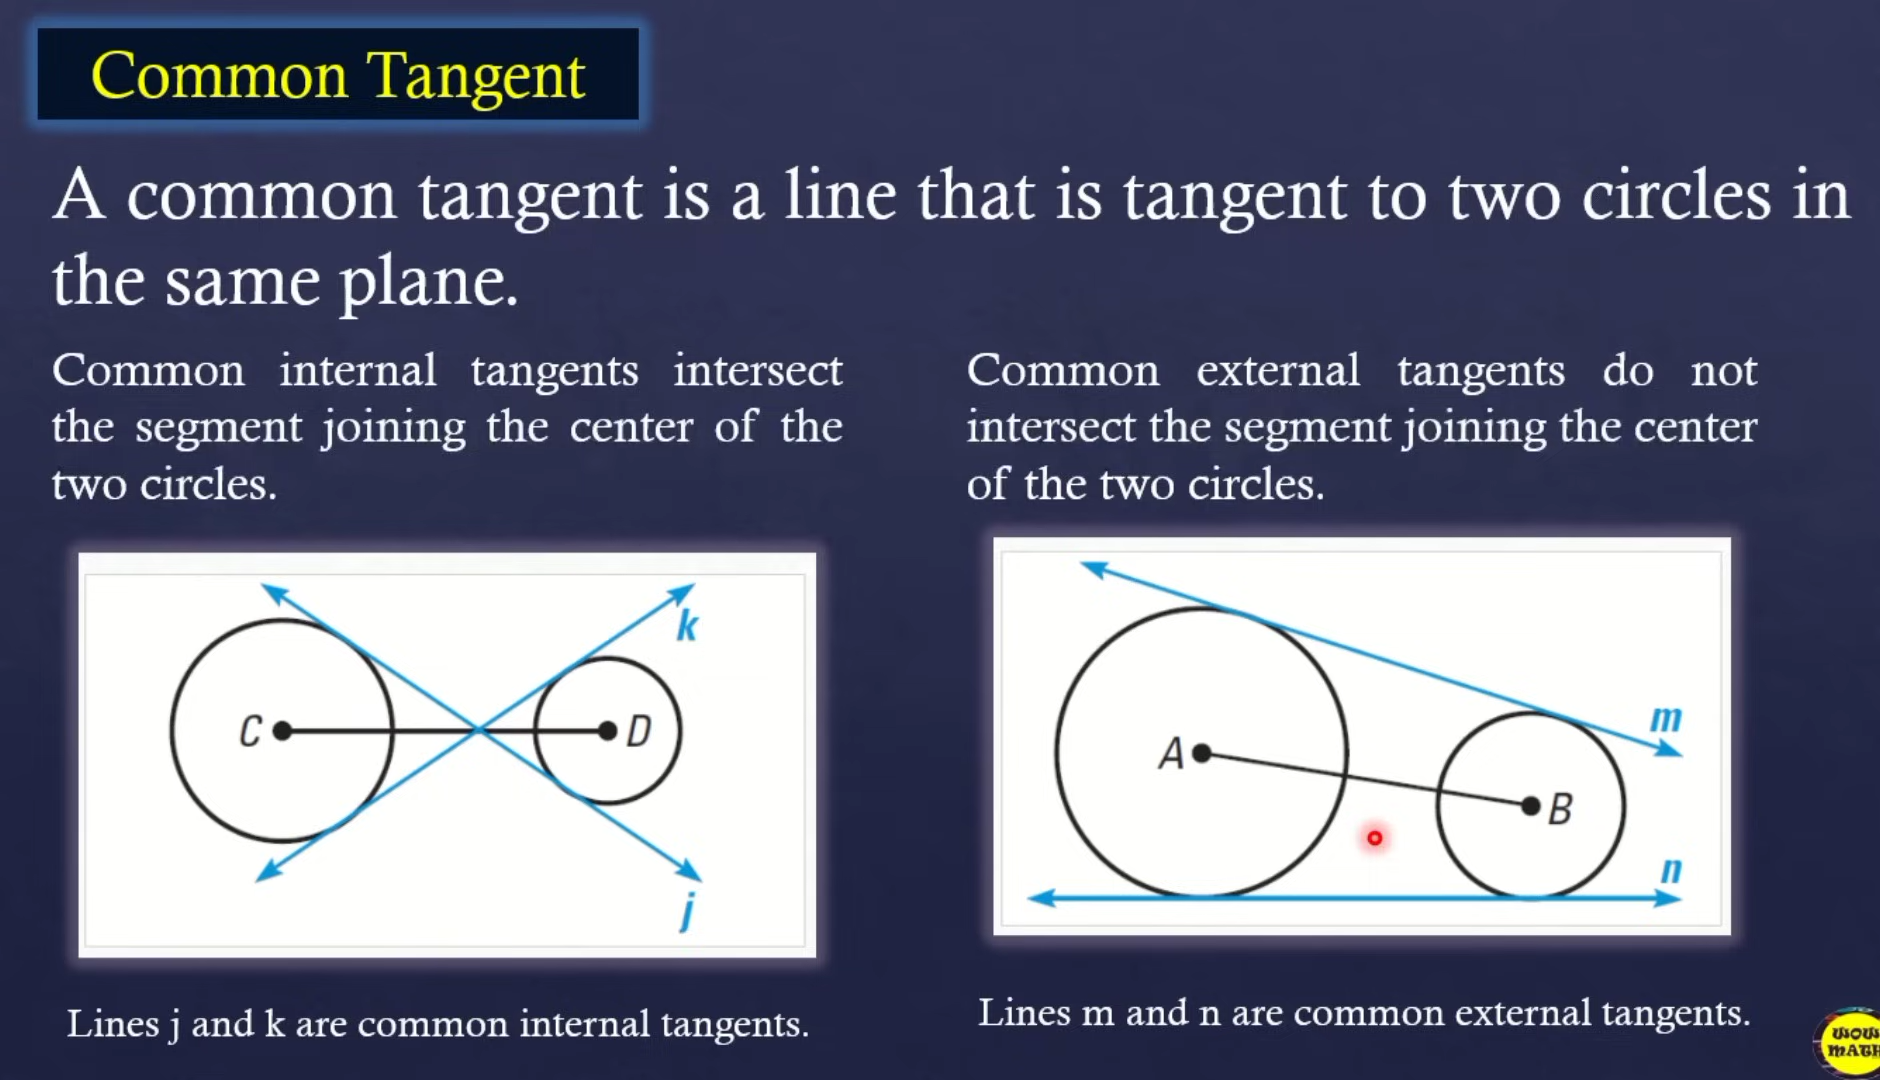 Common Tangent
A common tangent is a line that is tangent to two circles in
the same plane.
Common internal tangents intersect
the segment joining the center of the
two circles.
Common external tangents do not
intersect the segment joining the center
of the two circles.
k
C
D
j
m
A
B
n
Lines j and k are common internal tangents.
Lines m and n are common external tangents.
WOW
MATH